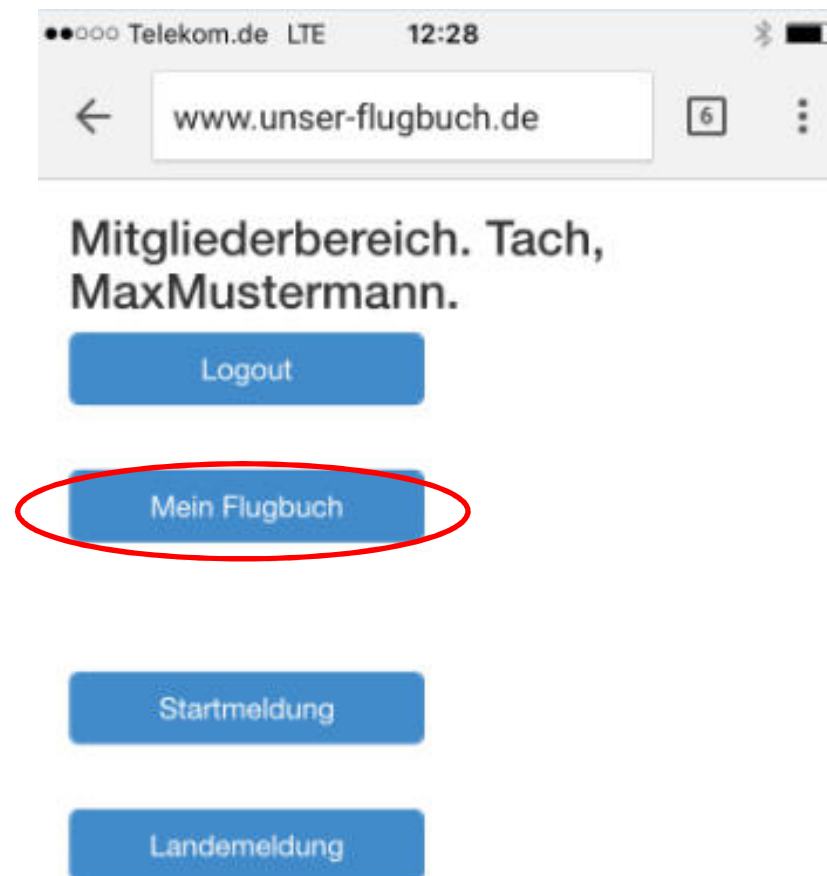 Telekom.de LTE 12:28
www.unser-flugbuch.de 6
Mitgliederbereich. Tach,
MaxMustermann.
Logout
Mein Flugbuch
Startmeldung
Landemeldung